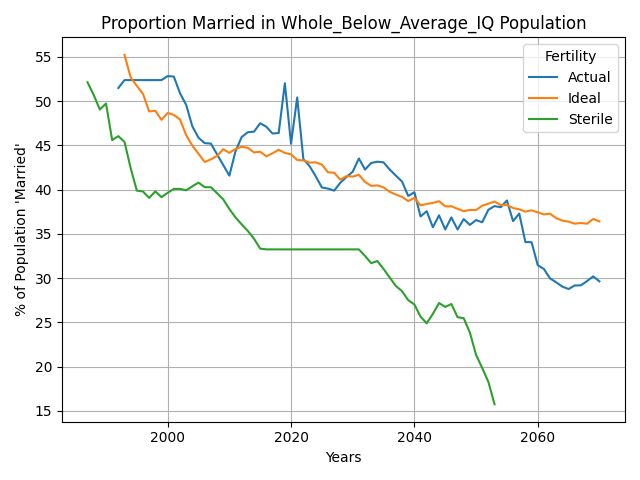 Proportion Married in Whole_Below_Average_IQ Population
% of Population 'Married'
55
50
45
40
35
30
25
20
15
Fertility
Actual
Ideal
Sterile
2000 2020 2040 2060
Years